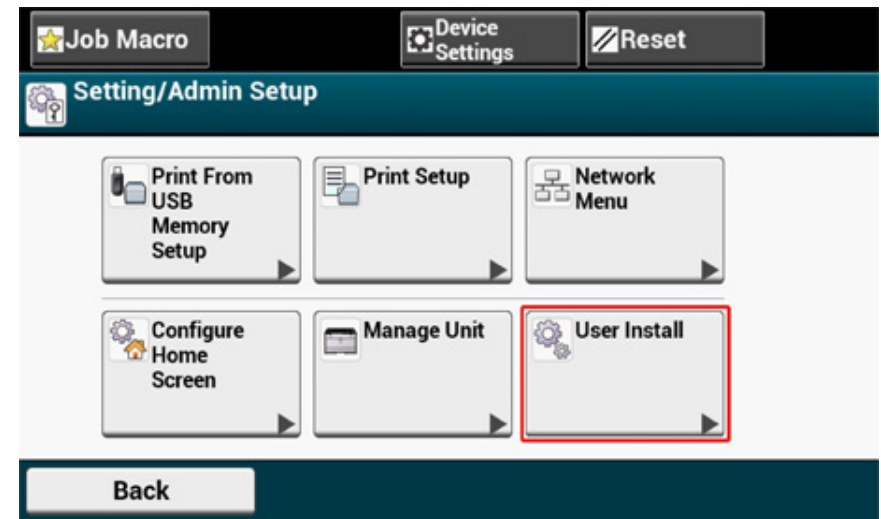 Job Macro
Device
Settings
Reset
Setting/Admin Setup
Print From
USB
Memory
Setup
Print Setup
Network
Menu
Configure
Home
Screen
Manage Unit
User Install
Back